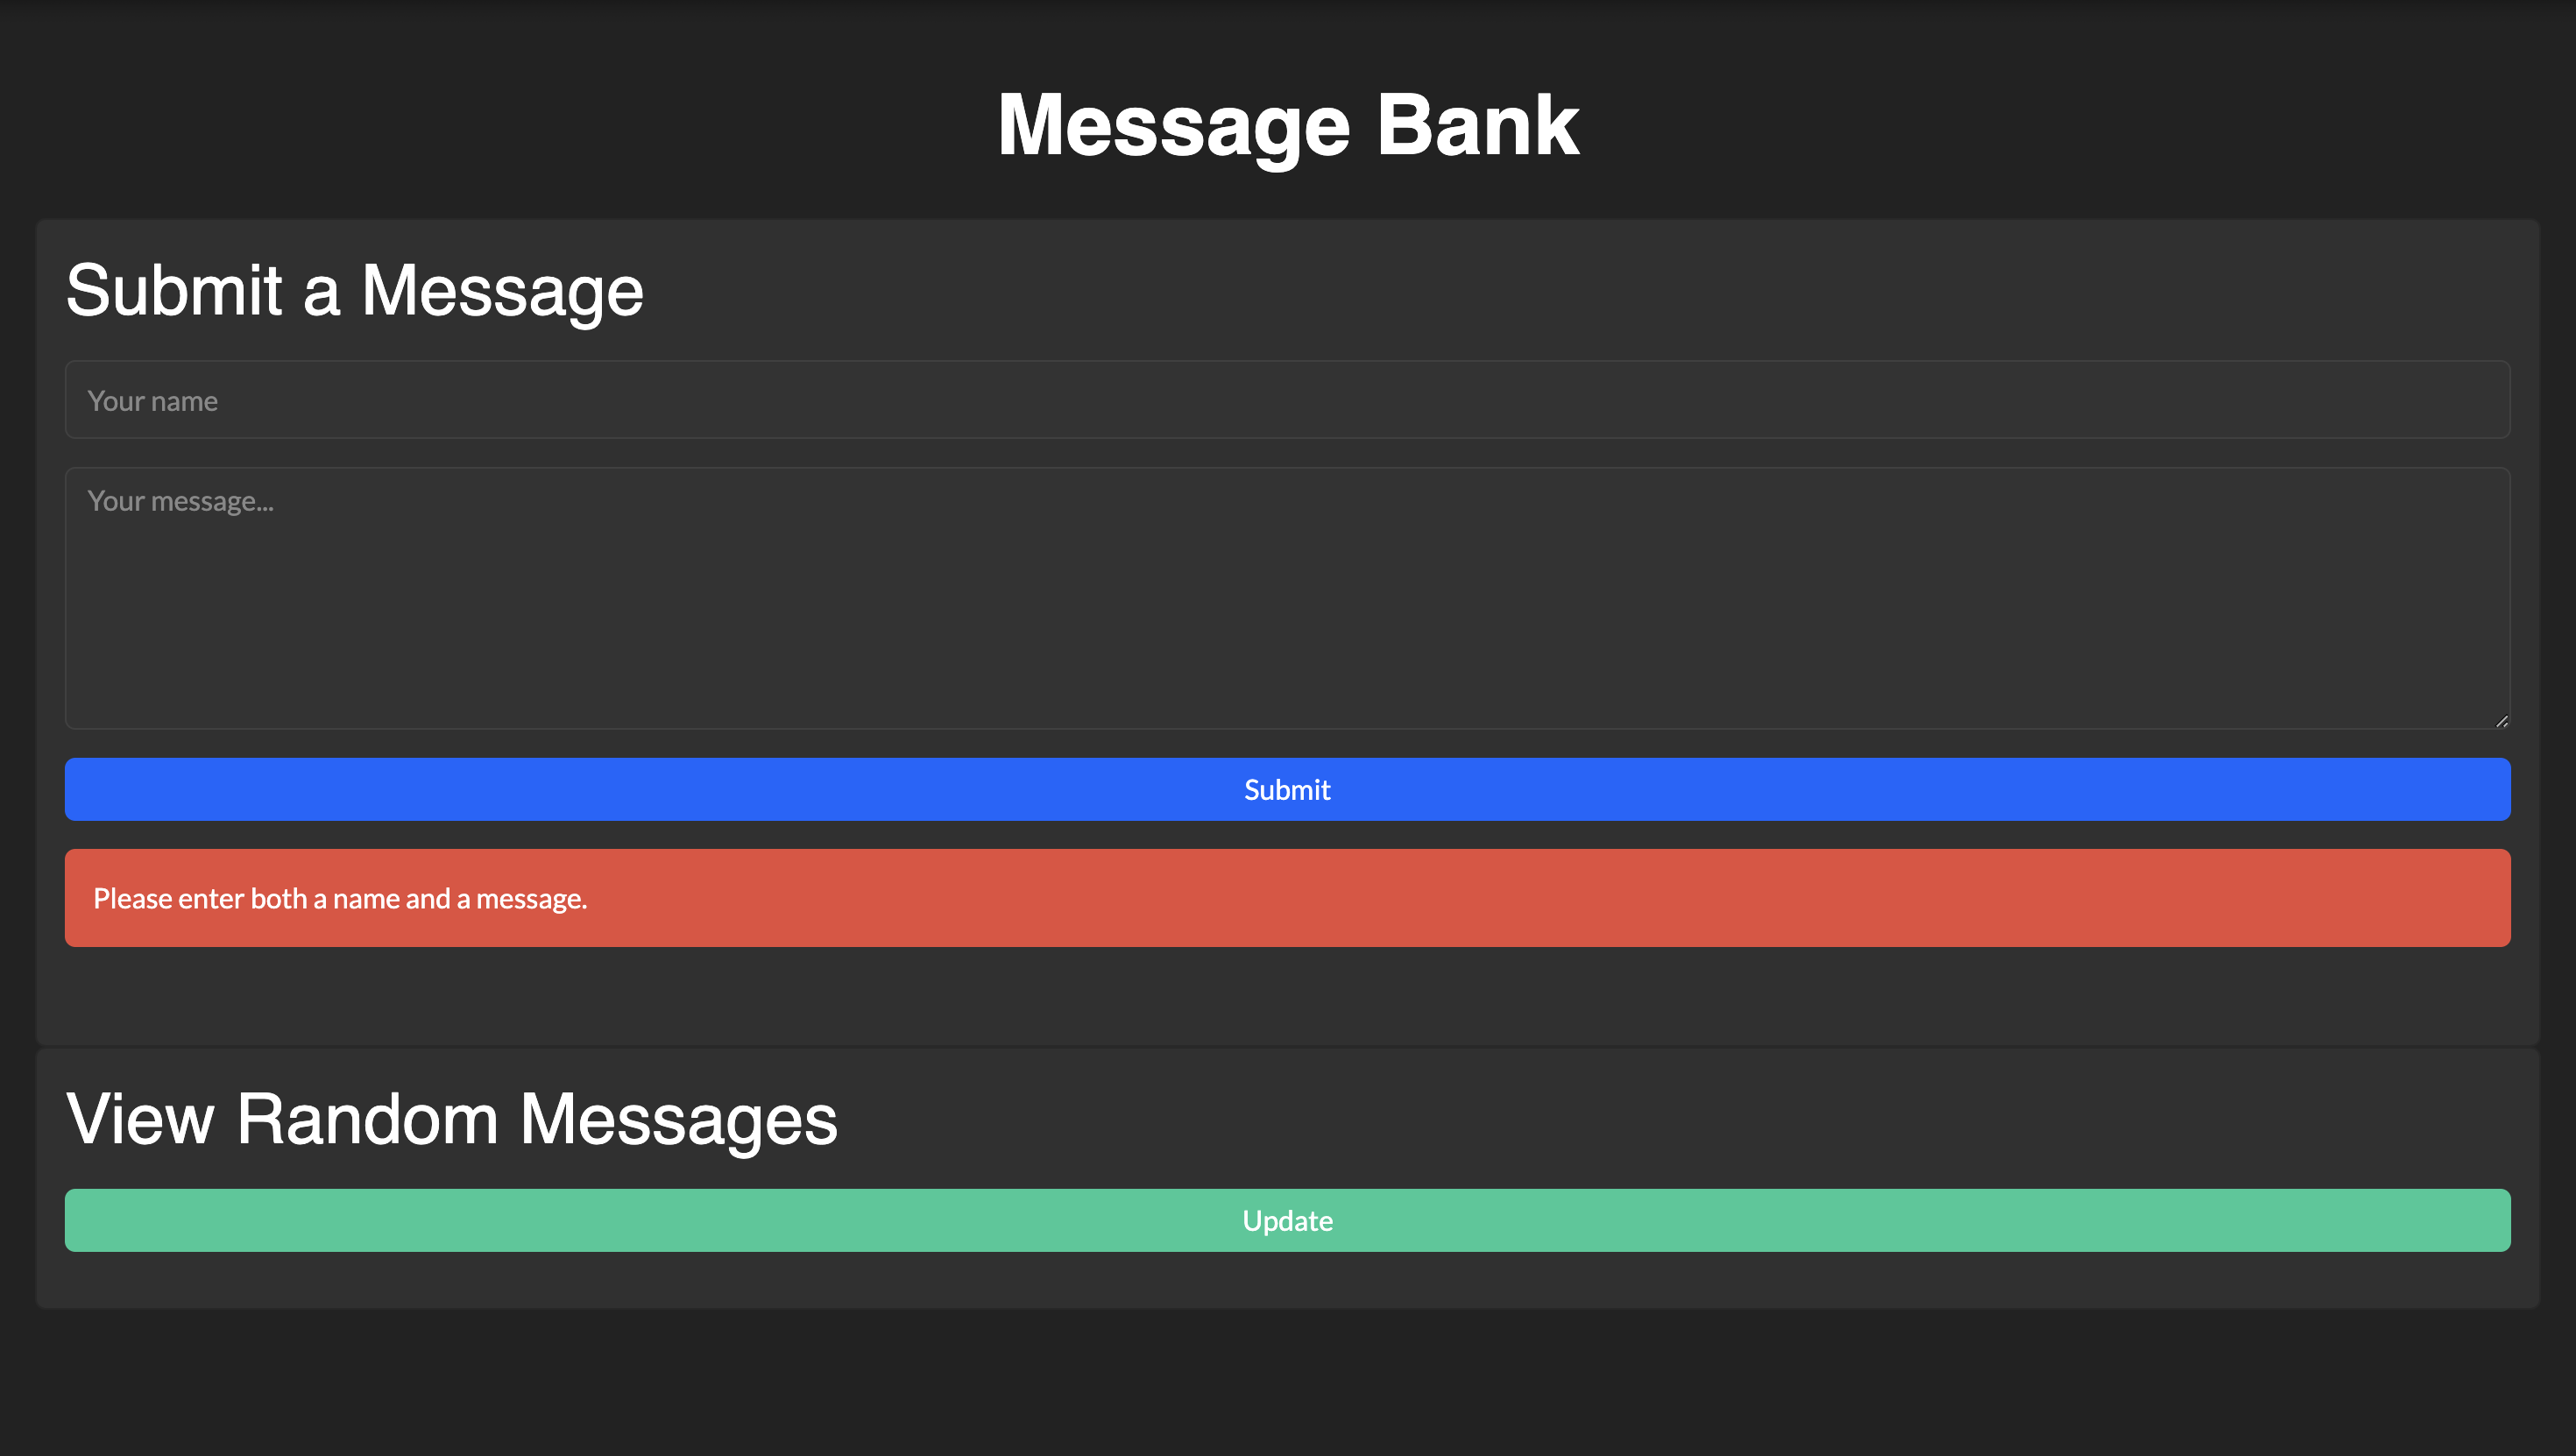 Message Bank
Submit a Message
Your name
Your message...
Submit
Please enter both a name and a message.
View Random Messages
Update